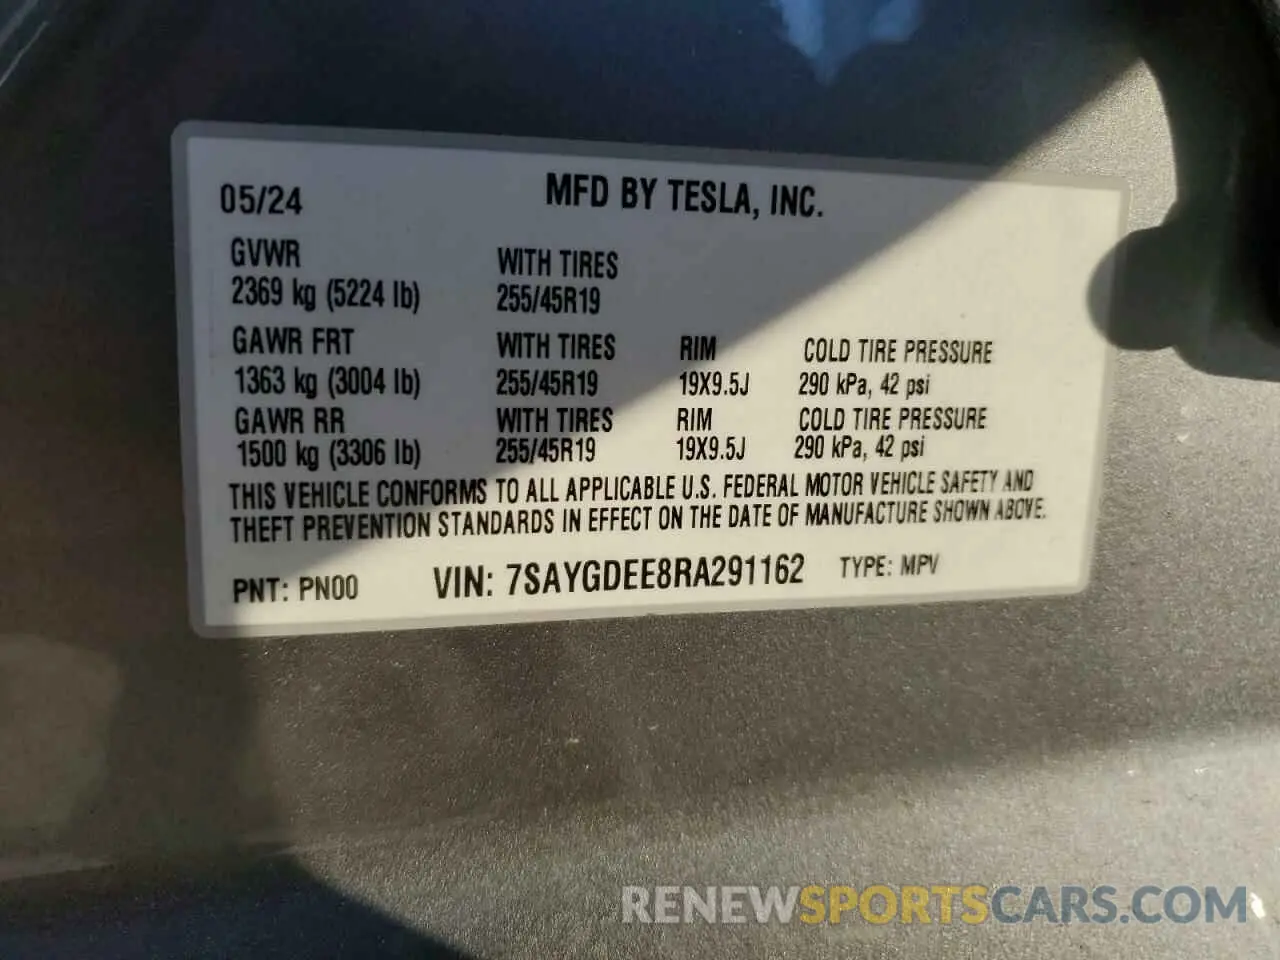 05/24 MFD BY TESLA, INC.
GVWR WITH TIRES
2369 kg (5224 lb) 255/45R19
GAWR FRT WITH TIRES RIM COLD TIRE PRESSURE
1363 kg (3004 lb) 255/45R19 19X9.5J 290 kPa, 42 psi
GAWR RR WITH TIRES RIM COLD TIRE PRESSURE
1500 kg (3306 lb) 255/45R19 19X9.5J 290 kPa, 42 psi
THIS VEHICLE CONFORMS TO ALL APPLICABLE U.S. FEDERAL MOTOR VEHICLE SAFETY AND
THEFT PREVENTION STANDARDS IN EFFECT ON THE DATE OF MANUFACTURE SHOWN ABOVE.
PNT: PN00 VIN: 7SAYGDEE8RA291162 TYPE: MPV
RENEWSPORTSCARS.COM